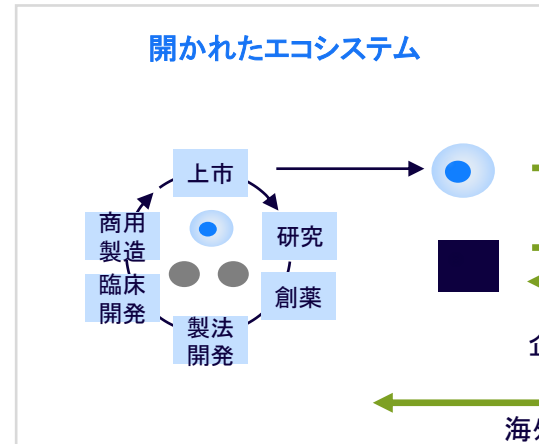 開かれたエコシステム
上市
商用
製造
研究
臨床
開発
創薬
製法
開発
海